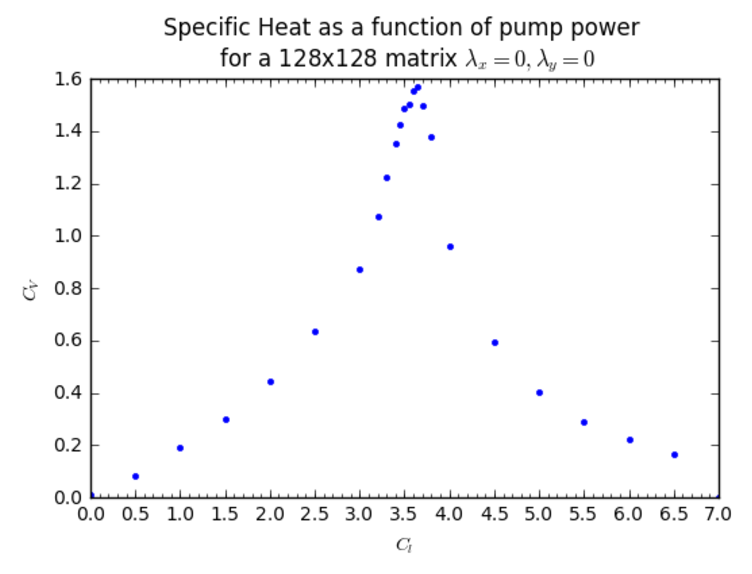 Specific Heat as a function of pump power
for a 128x128 matrix λx = 0, λy = 0
1.6
1.4
1.2
1.0
0.8
0.6
0.4
0.2
0.0
CV
0.0 0.5 1.0 1.5 2.0 2.5 3.0 3.5 4.0 4.5 5.0 5.5 6.0 6.5 7.0
Cl